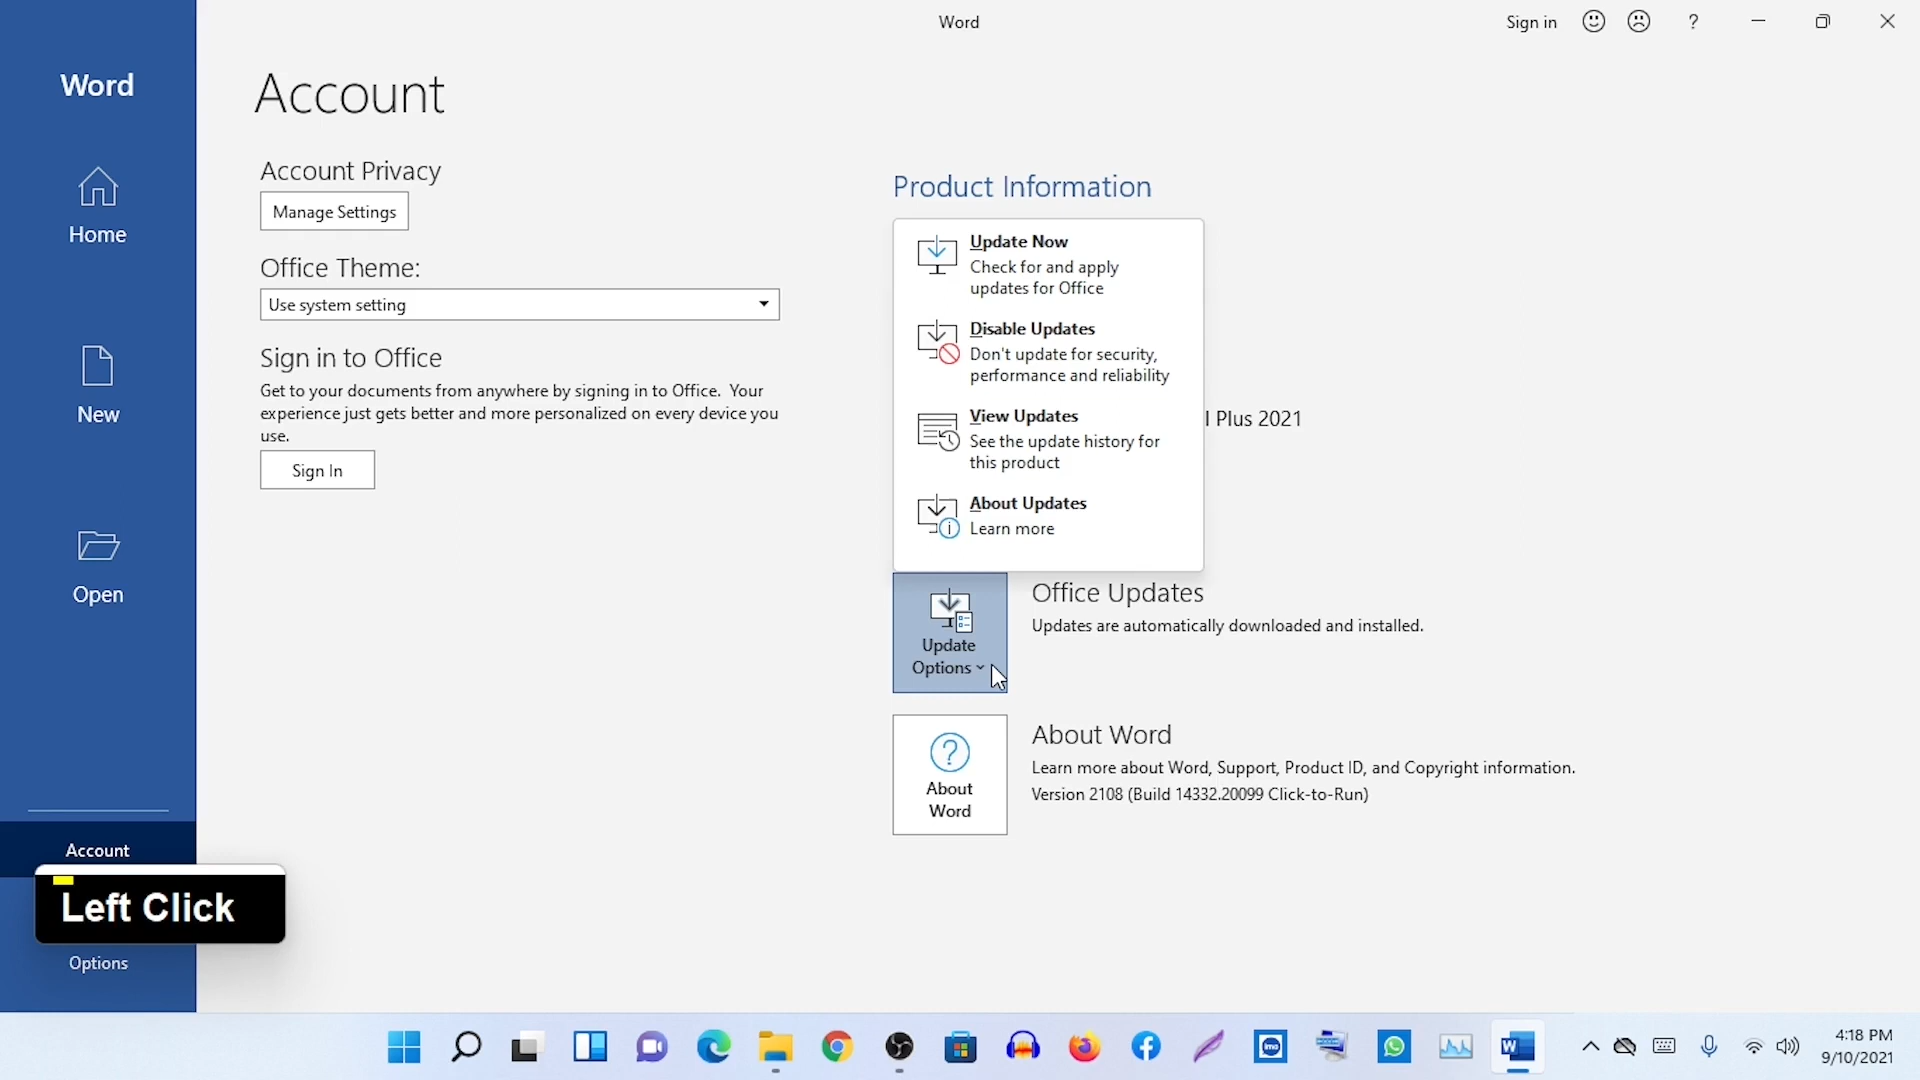 Word
Sign in
?
Word
Home
New
Open
Account
Left Click
Options
Account
Account Privacy
Manage Settings
Office Theme:
Use system setting
Sign in to Office
Get to your documents from anywhere by signing in to Office. Your
experience just gets better and more personalized on every device you
use.
Sign In
Product Information
Update Now
Check for and apply
updates for Office
Disable Updates
Don't update for security,
performance and reliability
View Updates
See the update history for
this product
l Plus 2021
About Updates
Learn more
Update
Options
Office Updates
Updates are automatically downloaded and installed.
About
Word
About Word
Learn more about Word, Support, Product ID, and Copyright information.
Version 2108 (Build 14332.20099 Click-to-Run)
imo
W
4:18 PM
9/10/2021